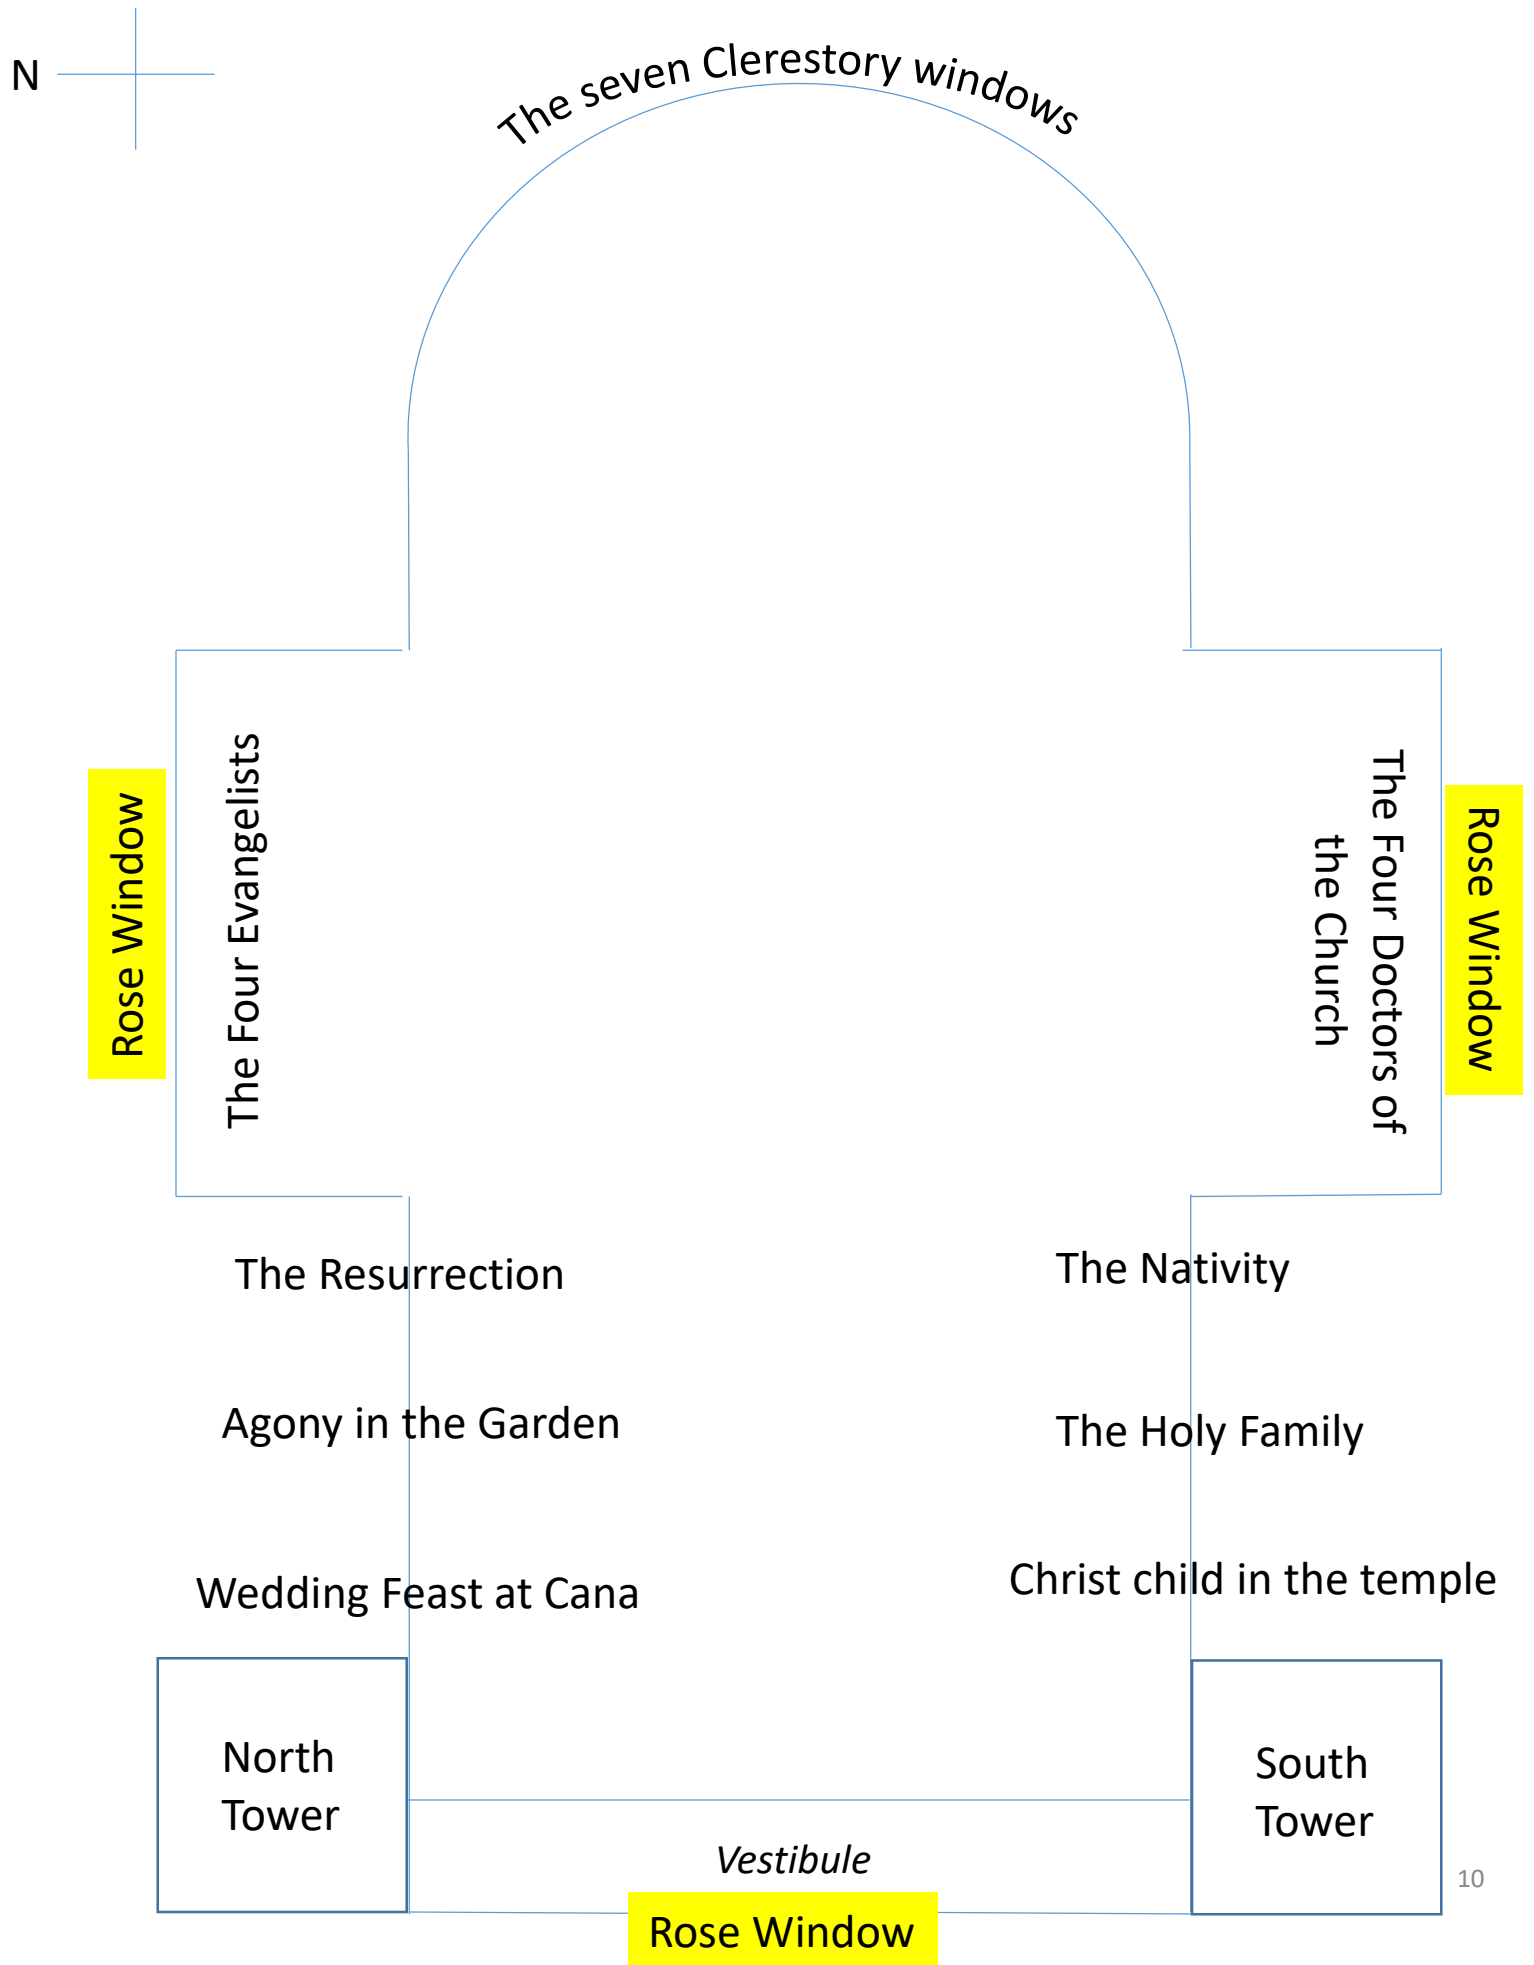 N
The seven Clerestory windows
Rose Window
The Four Evangelists
The Four Doctors of
the Church
Rose Window
The Resurrection
The Nativity
Agony in the Garden
The Holy Family
Wedding Feast at Cana
Christ child in the temple
North
Tower
South
Tower
Vestibule
10
Rose Window